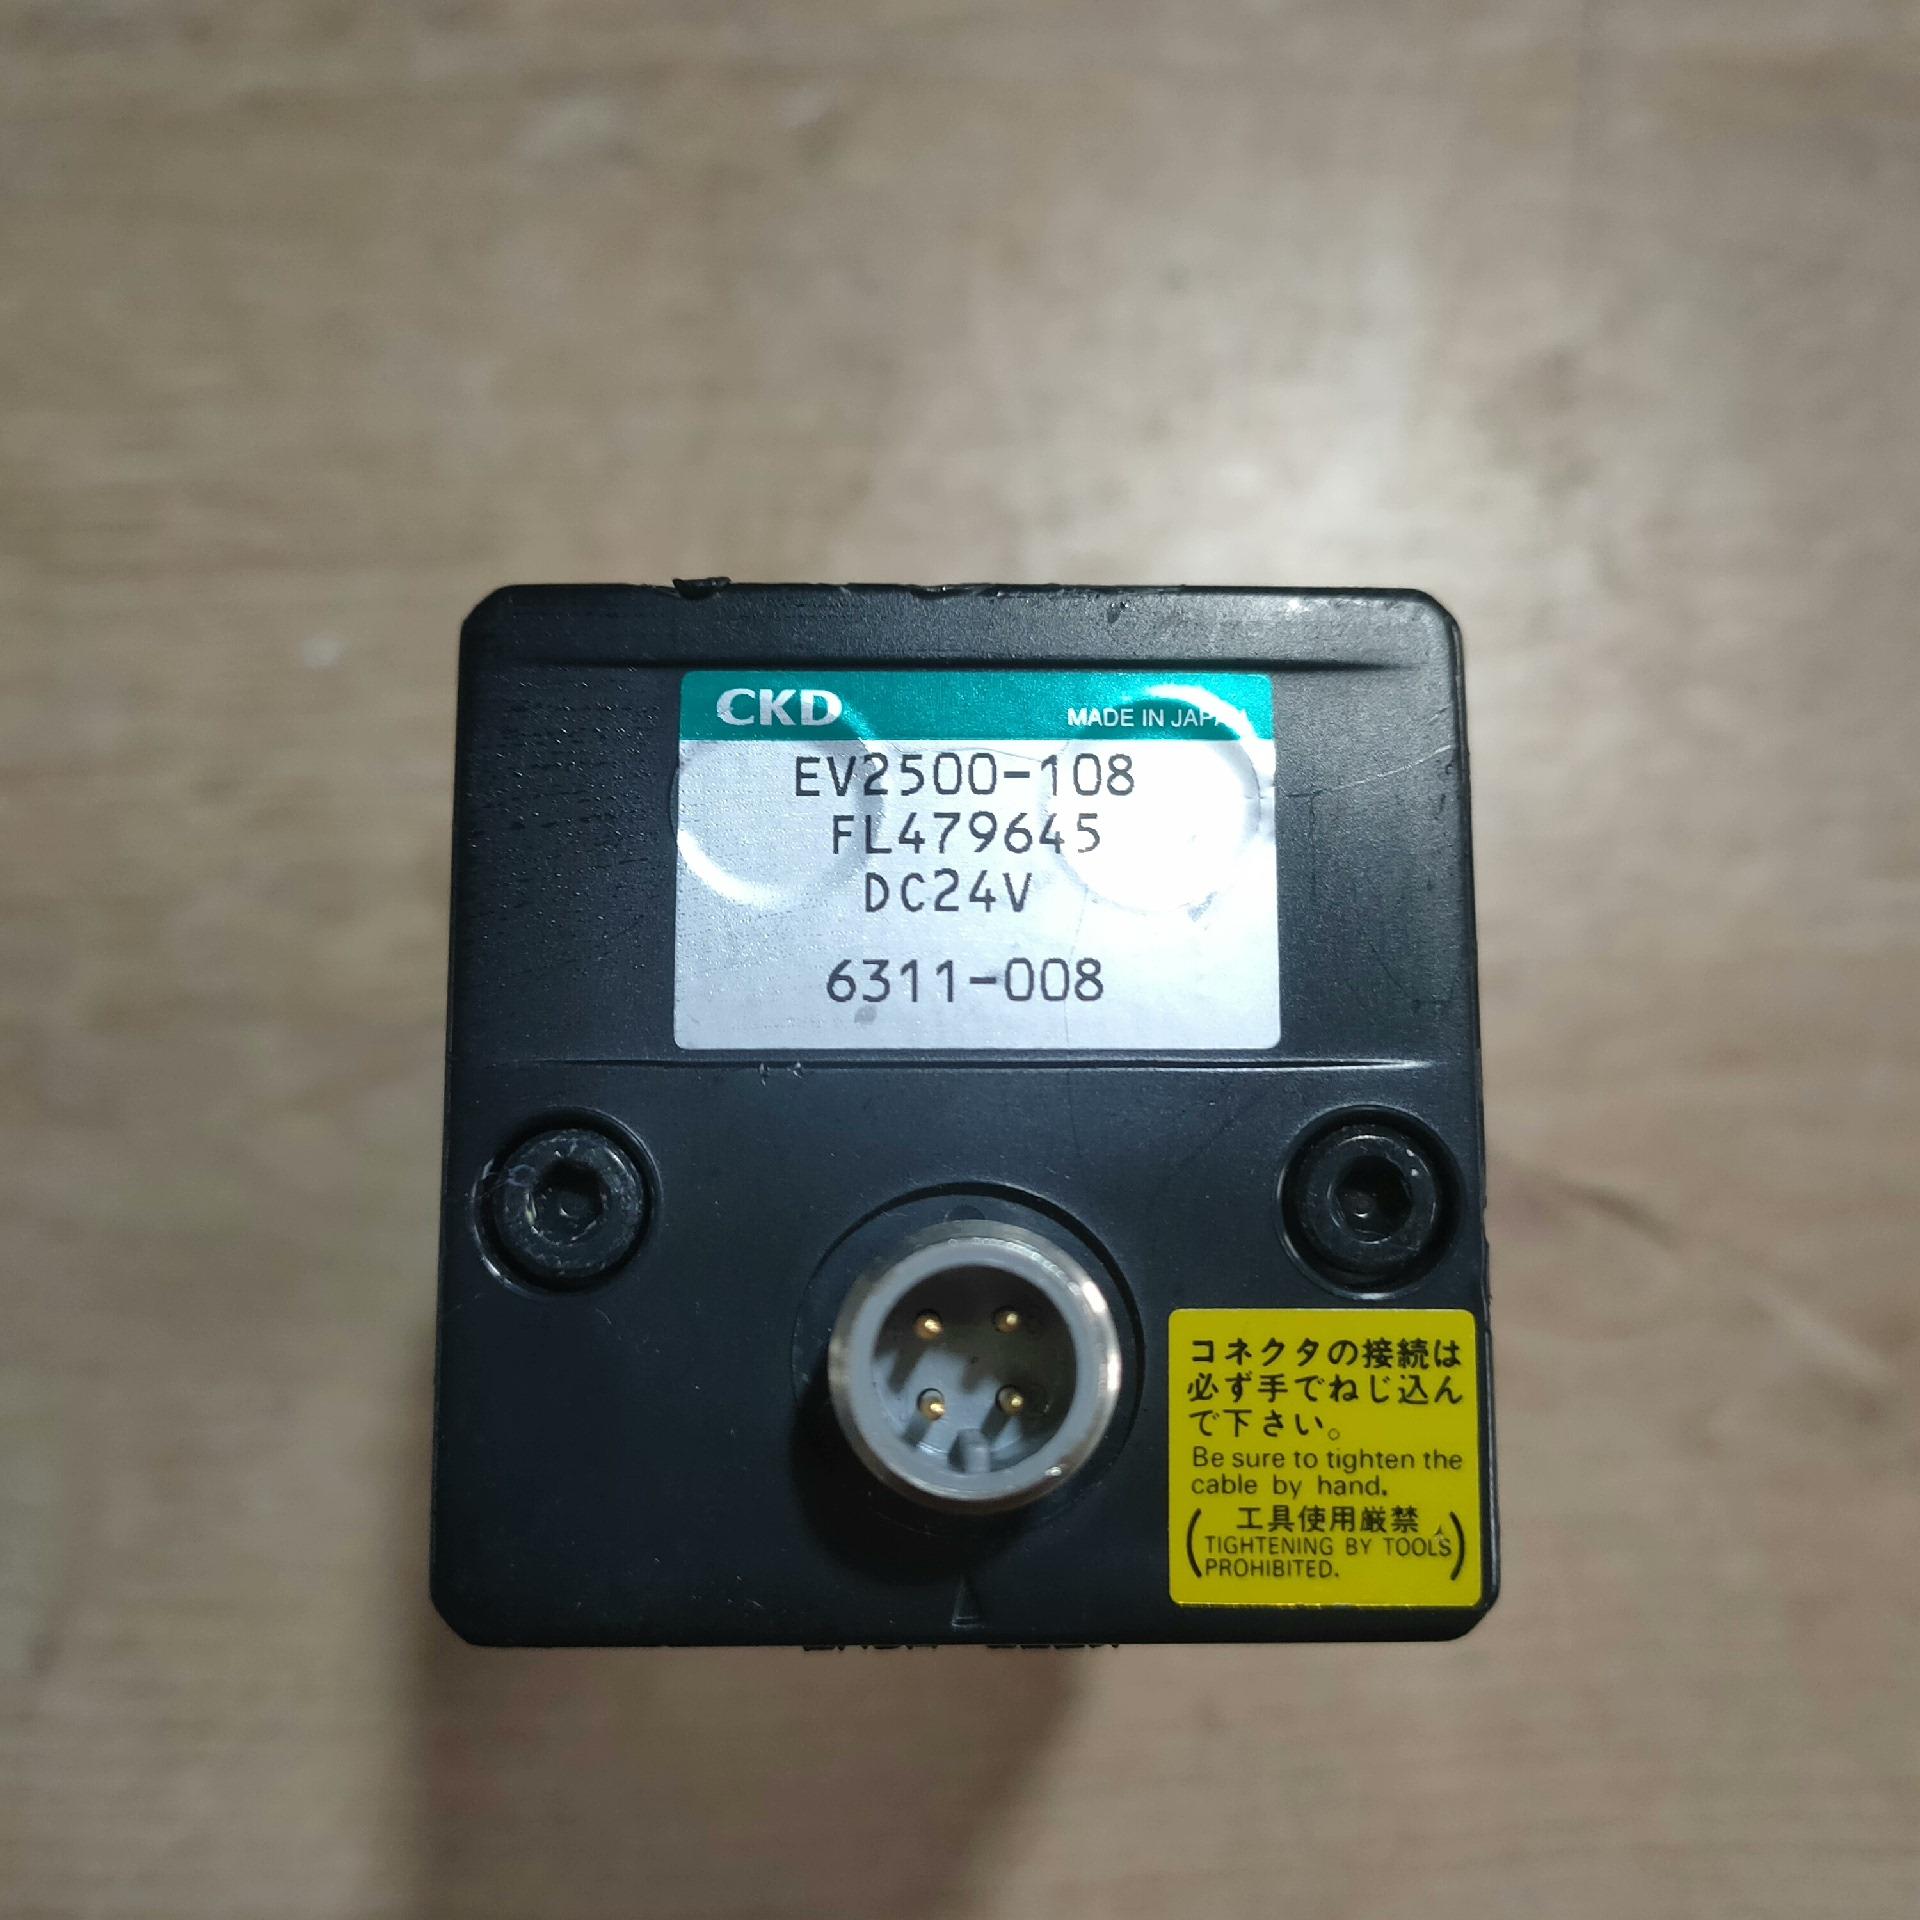 CKD
MADE IN JAPAN
EV2500-108
FL479645
DC24V
6311-008
コネクタの接続は
必ず手でねじ込ん
で下さい。
Be sure to tighten the
cable by hand.
(工具使用厳禁
TIGHTENING BY TOOLS
PROHIBITED.)